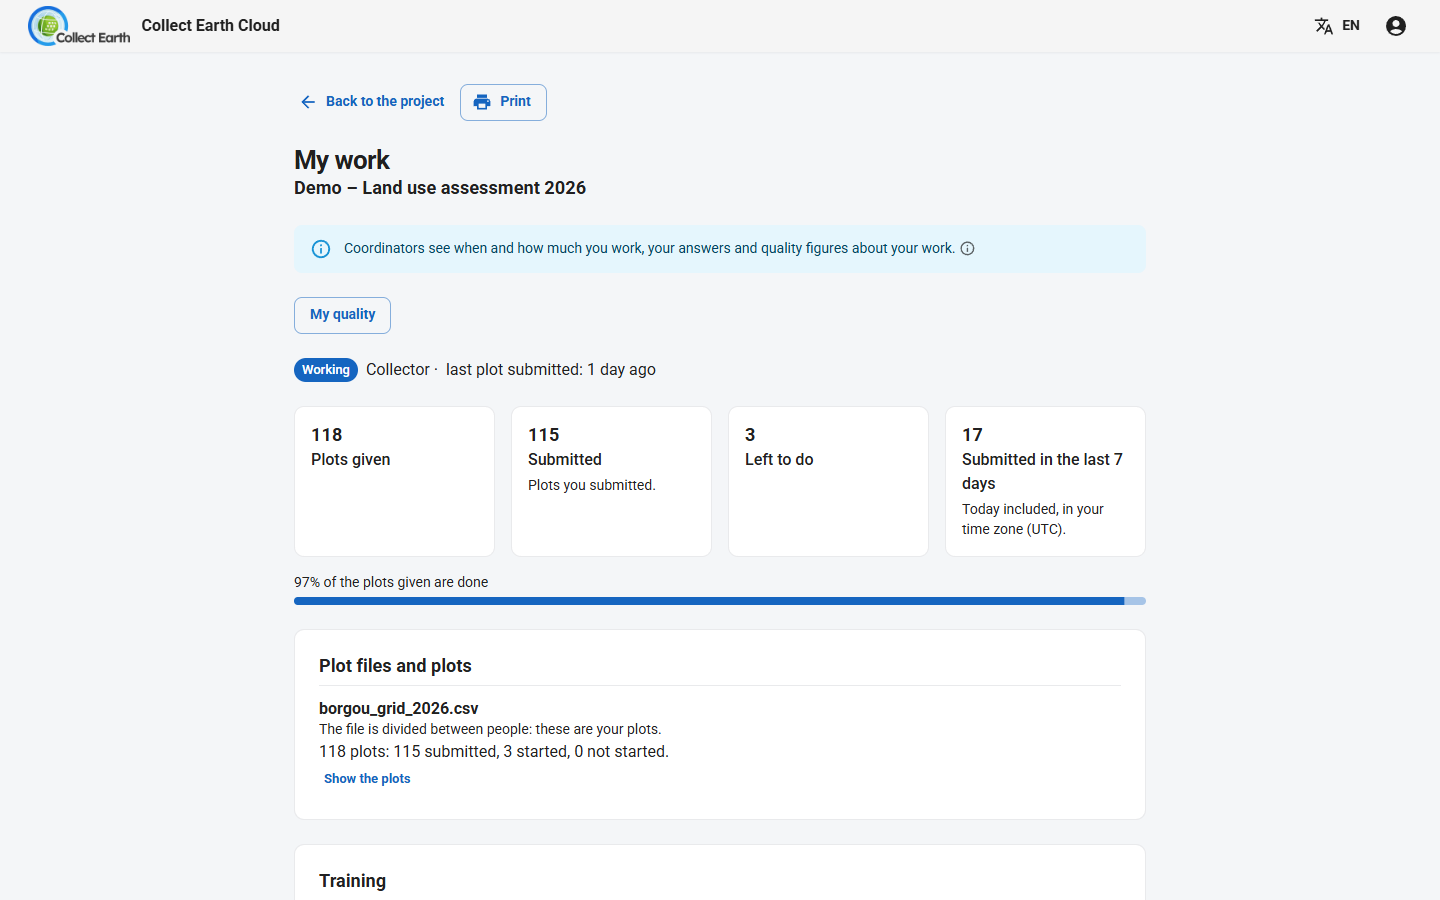 Collect Earth
Collect Earth Cloud
EN
Back to the project
Print
My work
Demo – Land use assessment 2026
Coordinators see when and how much you work, your answers and quality figures about your work.
My quality
Working
Collector · last plot submitted: 1 day ago
118
Plots given
115
Submitted
Plots you submitted.
3
Left to do
17
Submitted in the last 7
days
Today included, in your
time zone (UTC).
97% of the plots given are done
Plot files and plots
borgou_grid_2026.csv
The file is divided between people: these are your plots.
118 plots: 115 submitted, 3 started, 0 not started.
Show the plots
Training